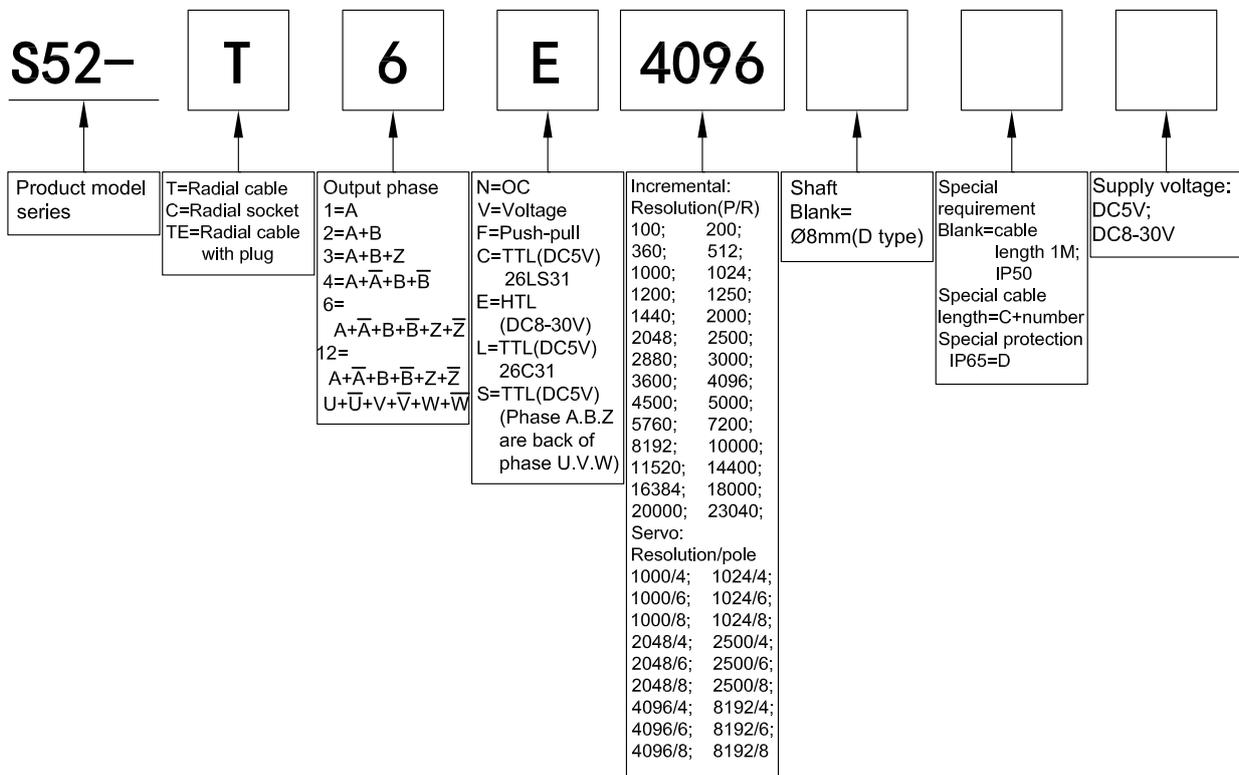 S52- T 6 E 4096
Product model
series
T=Radial cable
C=Radial socket
TE=Radial cable
with plug
Output phase
1=A
2=A+B
3=A+B+Z
4=A+A̅+B+B̅
6=
A+A̅+B+B̅+Z+Z̅
12=
A+A̅+B+B̅+Z+Z̅
U+U̅+V+V̅+W+W̅
N=OC
V=Voltage
F=Push-pull
C=TTL(DC5V)
26LS31
E=HTL
(DC8-30V)
L=TTL(DC5V)
26C31
S=TTL(DC5V)
(Phase A.B.Z
are back of
phase U.V.W)
Incremental:
Resolution(P/R)
100; 200;
360; 512;
1000; 1024;
1200; 1250;
1440; 2000;
2048; 2500;
2880; 3000;
3600; 4096;
4500; 5000;
5760; 7200;
8192; 10000;
11520; 14400;
16384; 18000;
20000; 23040;
Servo:
Resolution/pole
1000/4; 1024/4;
1000/6; 1024/6;
1000/8; 1024/8;
2048/4; 2500/4;
2048/6; 2500/6;
2048/8; 2500/8;
4096/4; 8192/4;
4096/6; 8192/6;
4096/8; 8192/8
Shaft
Blank=
Ø8mm(D type)
Special
requirement
Blank=cable
length 1M;
IP50
Special cable
length=C+number
Special protection
IP65=D
Supply voltage:
DC5V;
DC8-30V